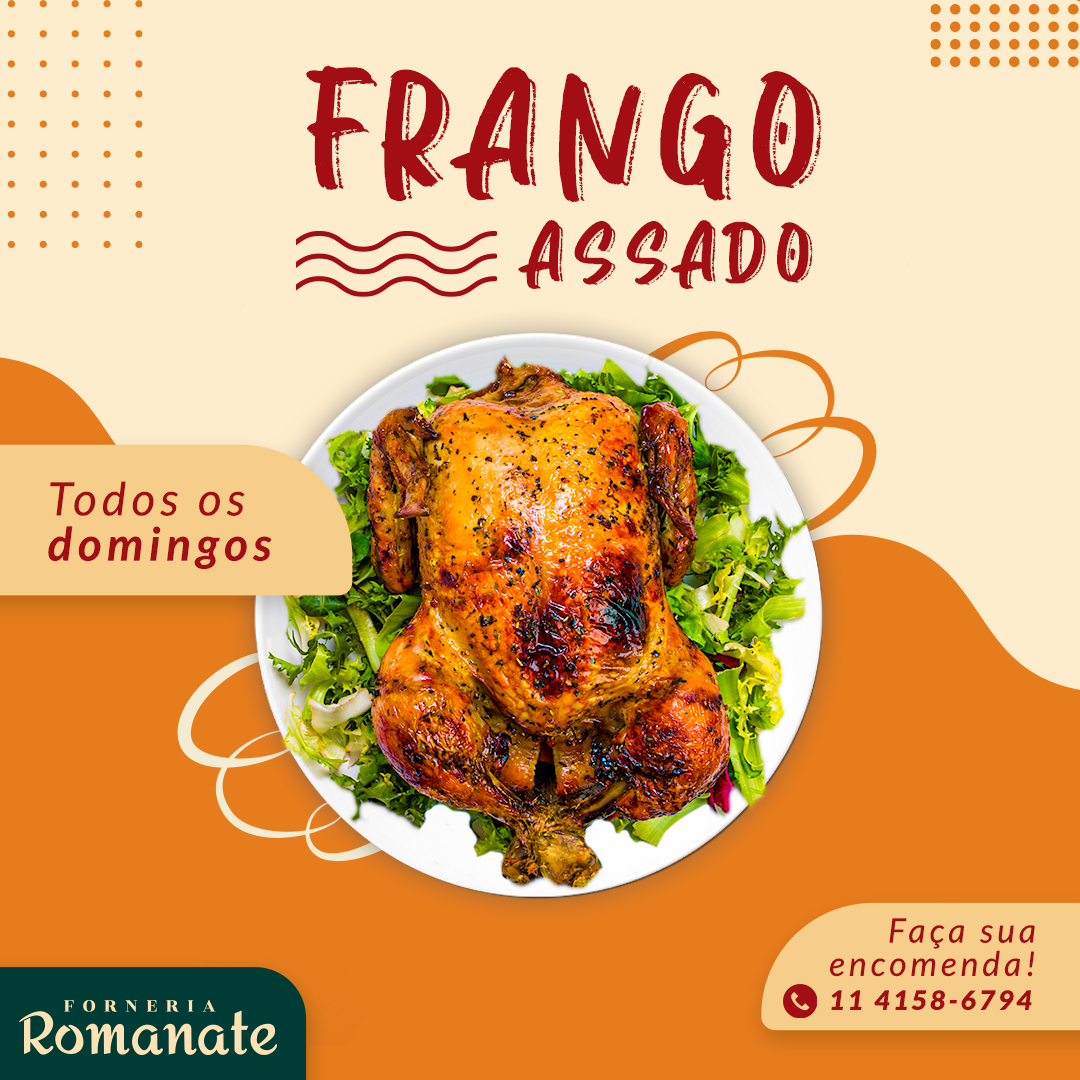 FRANGO
ASSADO
Todos os
domingos
Faça sua
encomenda!
11 4158-6794
FORNERIA
Romanate